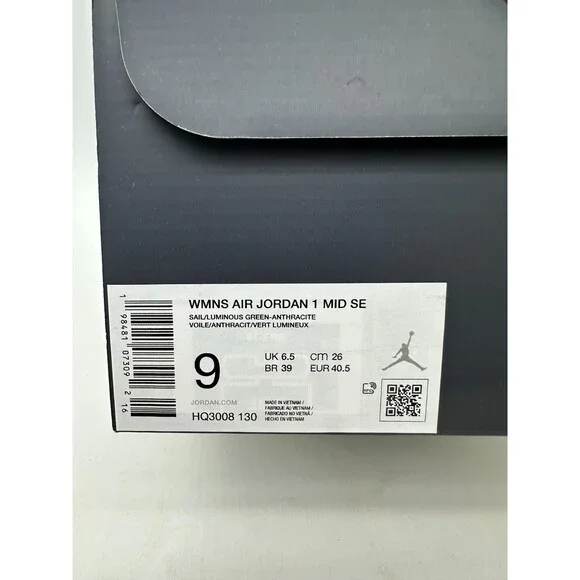 WMNS AIR JORDAN 1 MID SE
SAIL/LUMINOUS GREEN-ANTHRACITE
VOILE/ANTHRACIT/VERT LUMINEUX
9
UK 6.5 cm 26
BR 39 EUR 40.5
JORDAN.COM
HQ3008 130
MADE IN VIETNAM/
FABRIQUE AU VIETNAM/
FABRICADO NO VIETNÃ/
HECHO EN VIETNAM
1 98481 07309 2 16